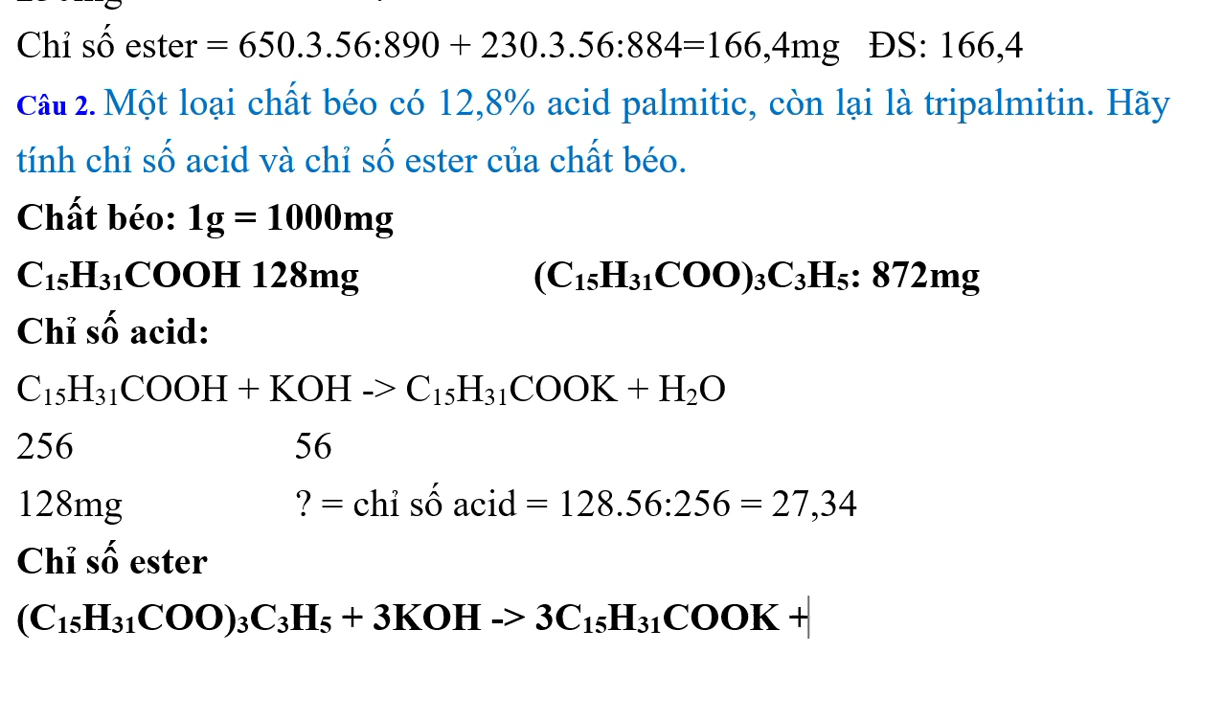 Chỉ số ester = 650.3.56:890 + 230.3.56:884=166,4mg ĐS: 166,4
Câu 2. Một loại chất béo có 12,8% acid palmitic, còn lại là tripalmitin. Hãy
tính chỉ số acid và chỉ số ester của chất béo.
Chất béo: 1g = 1000mg
C₁₅H₃₁COOH 128mg (C₁₅H₃₁COO)₃C₃H₅: 872mg
Chỉ số acid:
C₁₅H₃₁COOH + KOH -> C₁₅H₃₁COOK + H₂O
256 56
128mg ? = chỉ số acid = 128.56:256 = 27,34
Chỉ số ester
(C₁₅H₃₁COO)₃C₃H₅ + 3KOH -> 3C₁₅H₃₁COOK +